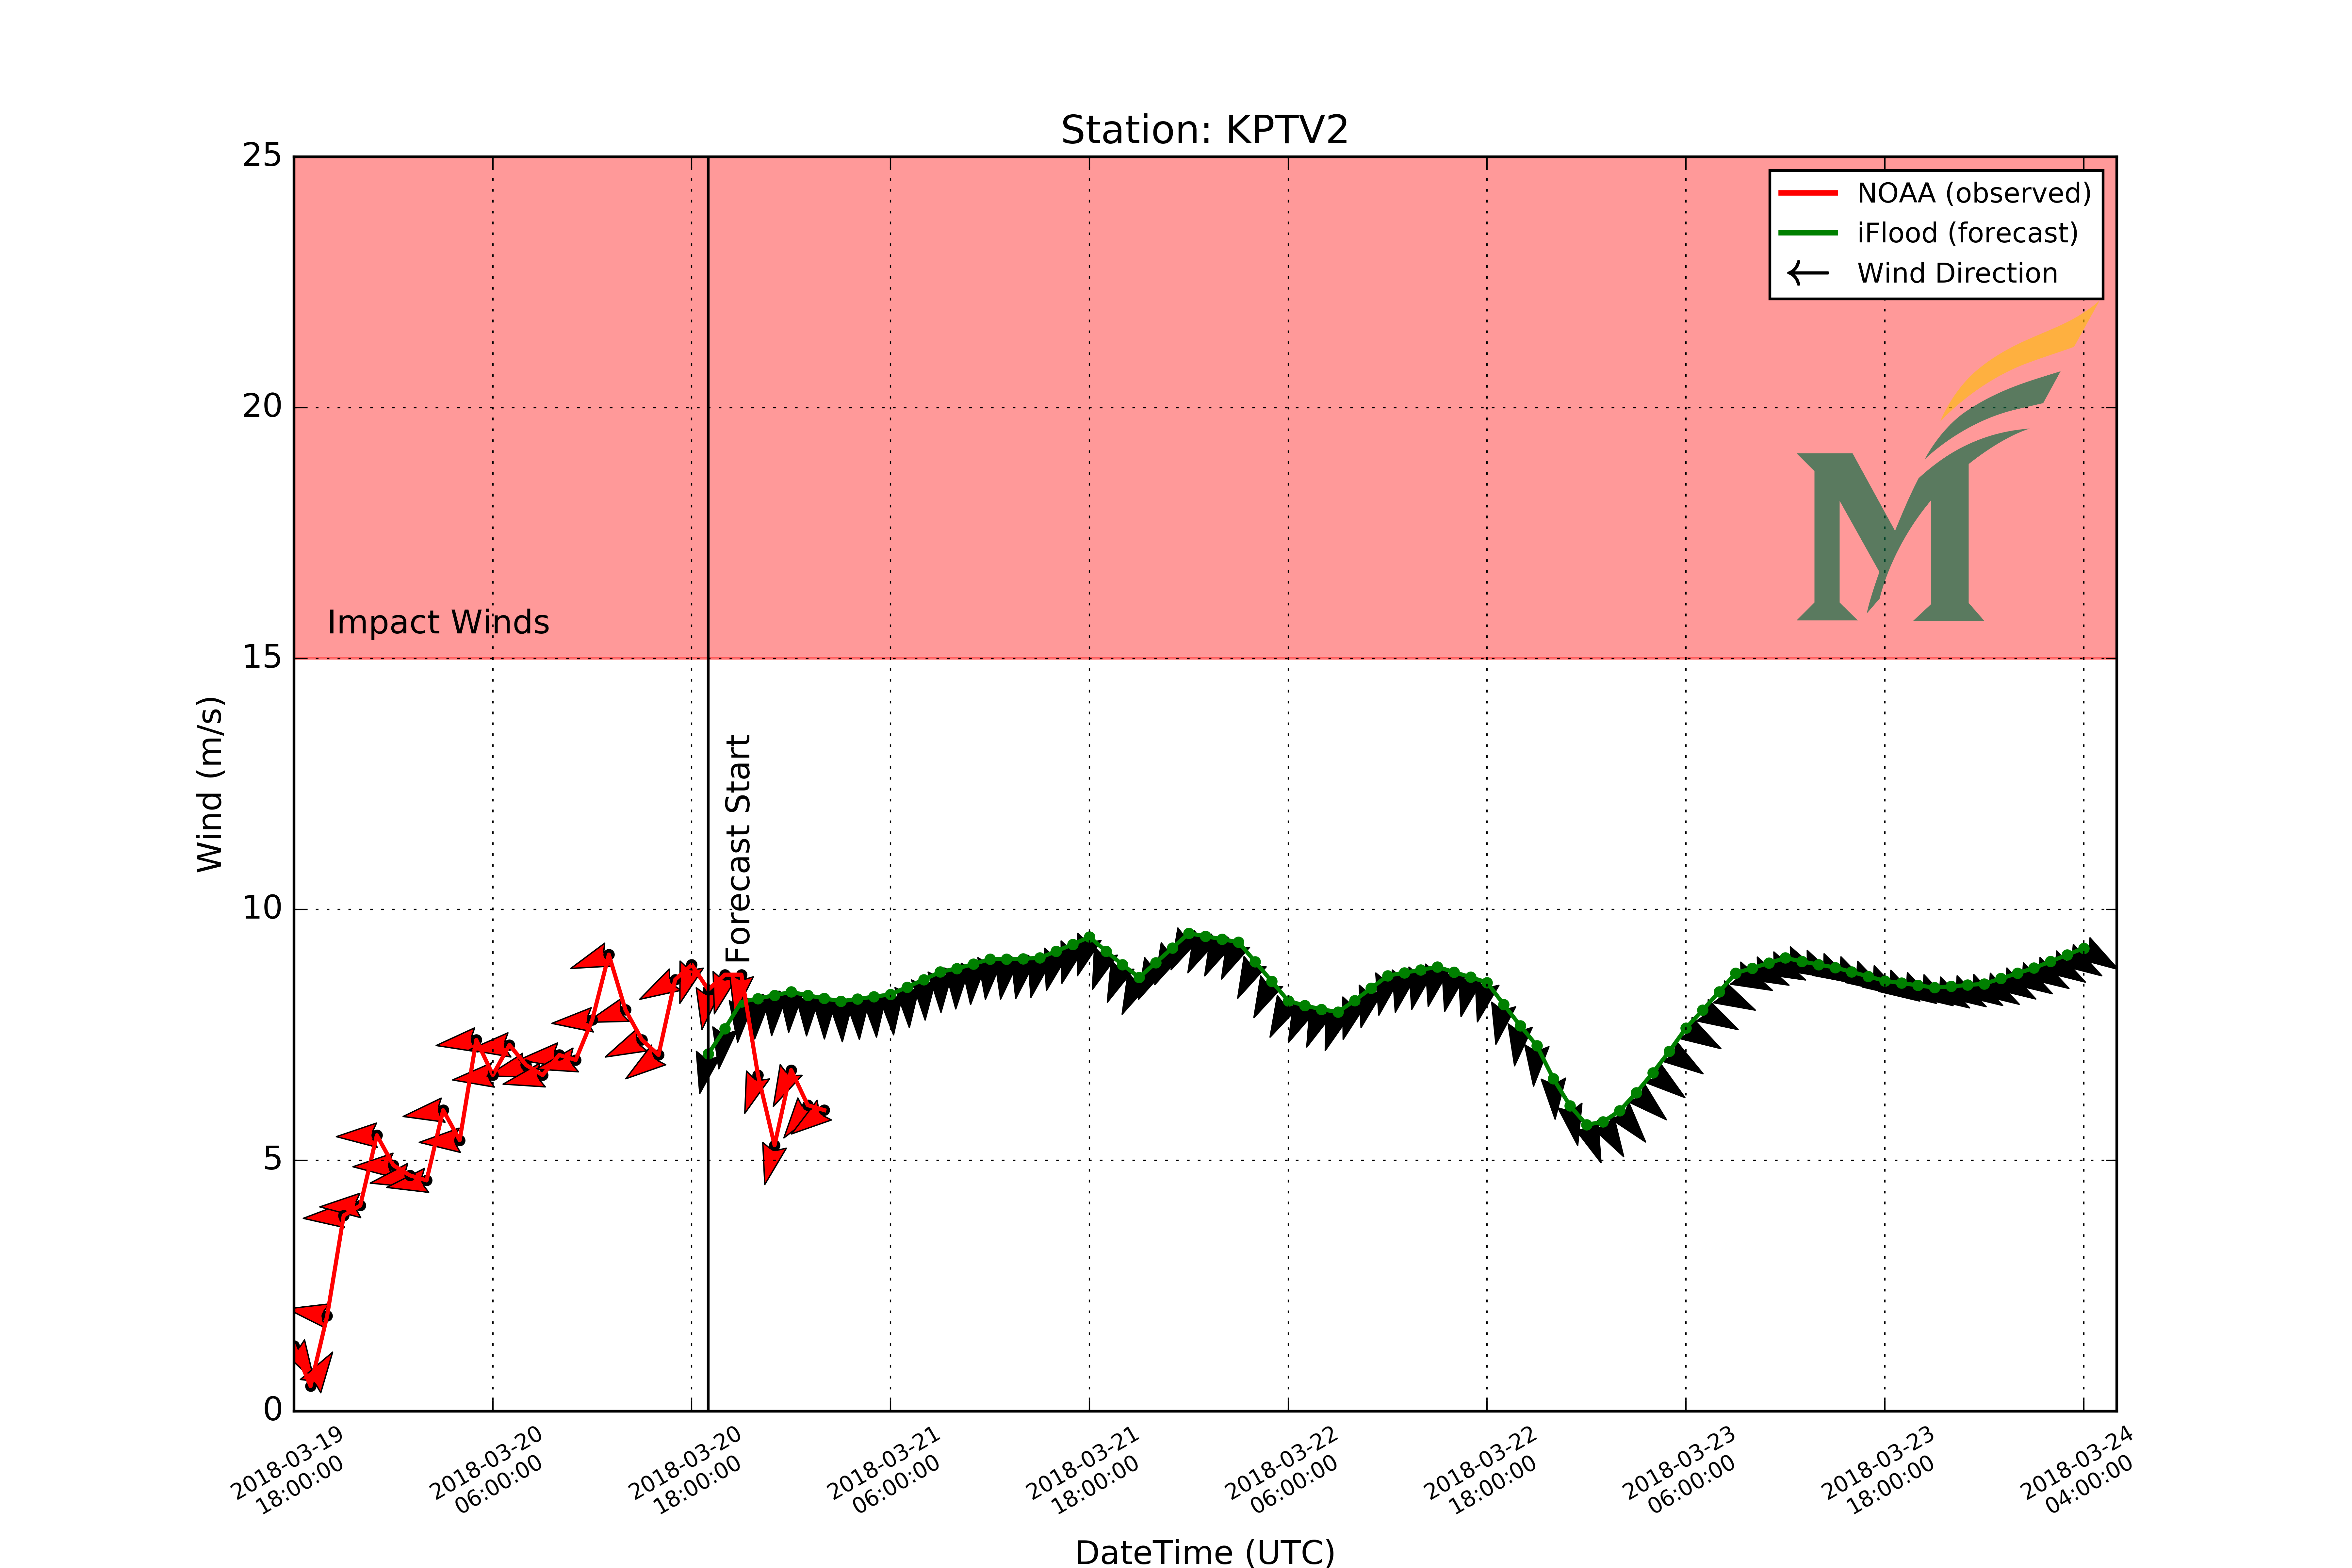 Station: KPTV2
25
20
15
10
5
0
Wind (m/s)
NOAA (observed)
iFlood (forecast)
Wind Direction
M
Impact Winds
Forecast Start
2018-03-19
18:00:00
2018-03-20
06:00:00
2018-03-20
18:00:00
2018-03-21
06:00:00
2018-03-21
18:00:00
2018-03-22
06:00:00
2018-03-22
18:00:00
2018-03-23
06:00:00
2018-03-23
18:00:00
2018-03-24
04:00:00
DateTime (UTC)